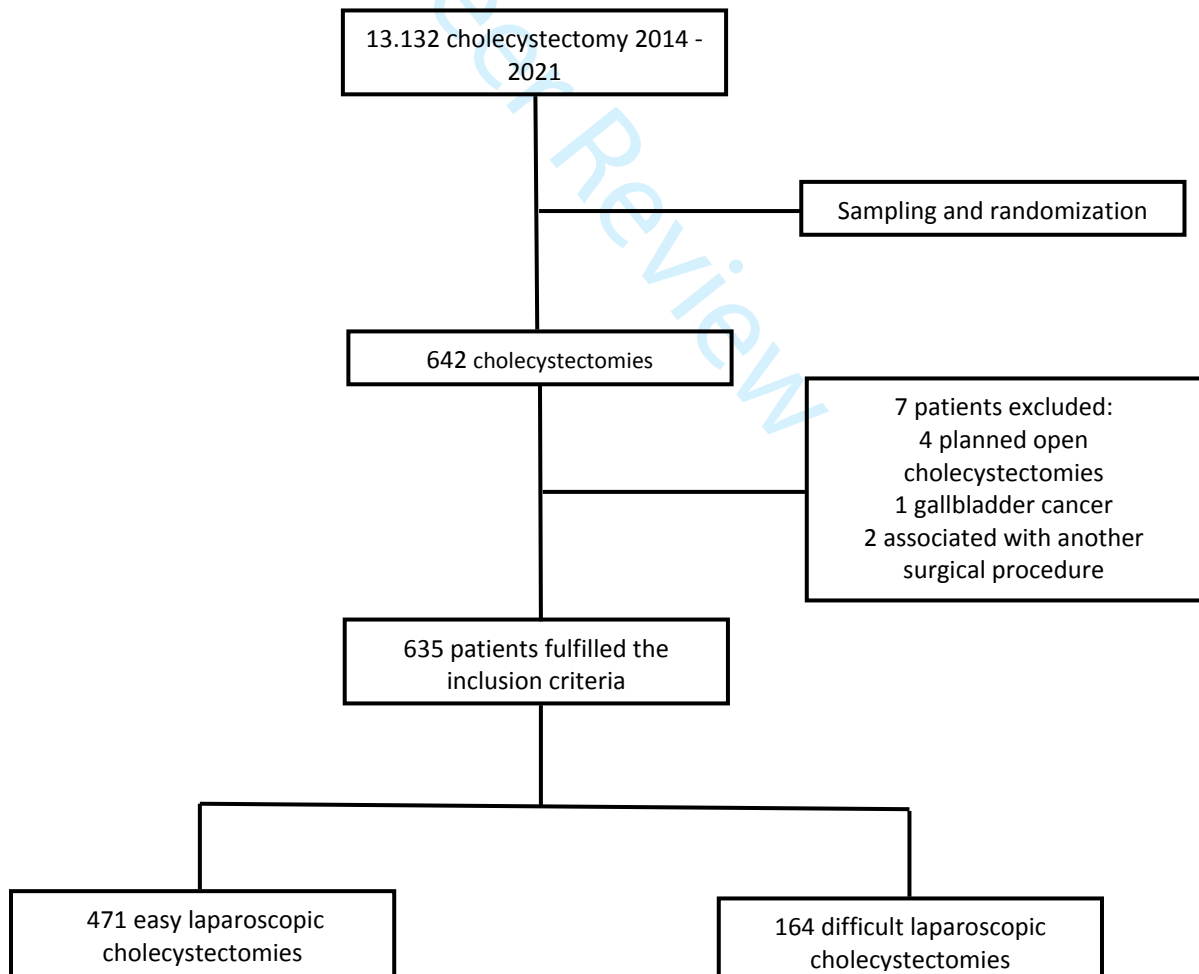 13.132 cholecystectomy 2014 -
2021
Sampling and randomization
642 cholecystectomies
7 patients excluded:
4 planned open
cholecystectomies
1 gallbladder cancer
2 associated with another
surgical procedure
635 patients fulfilled the
inclusion criteria
471 easy laparoscopic
cholecystectomies
164 difficult laparoscopic
cholecystectomies
eer Review